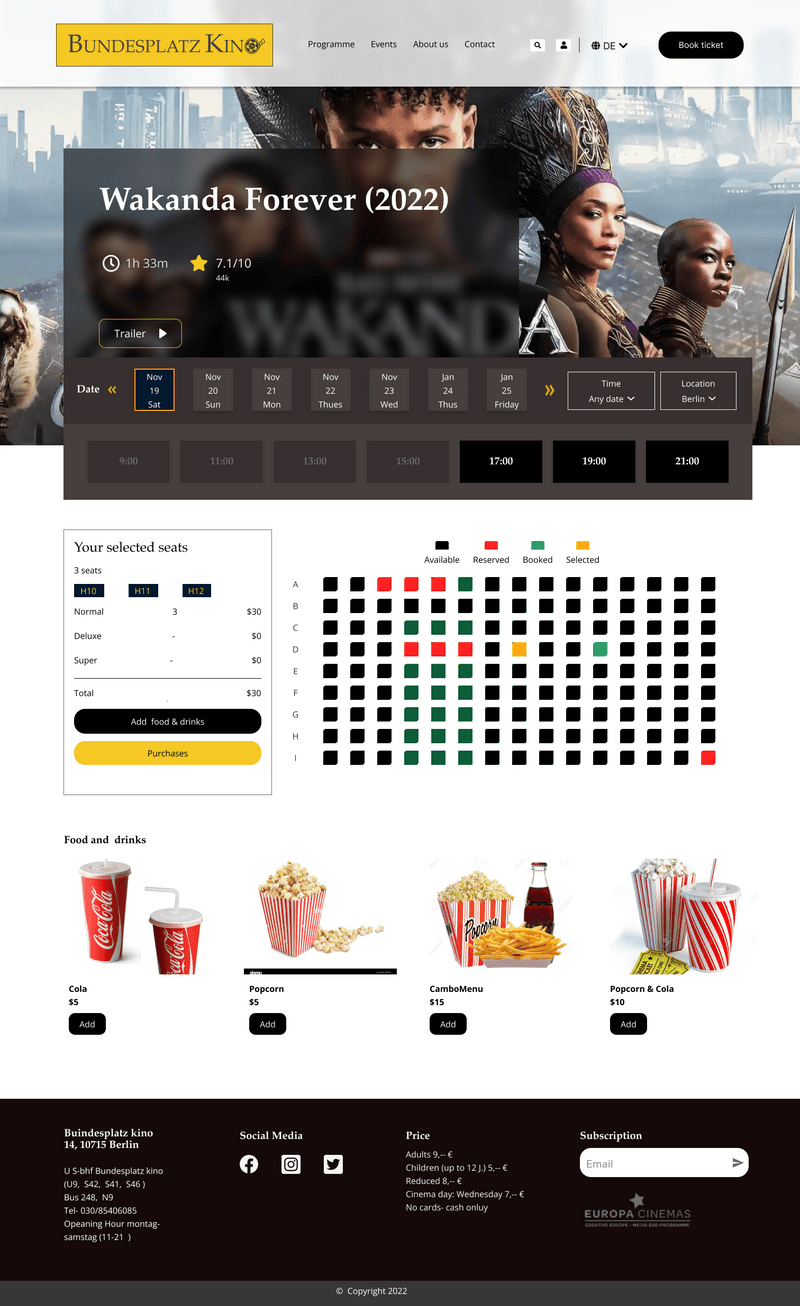 BUNDESPLATZ KINO
Programme Events About us Contact
DE
Book ticket
Wakanda Forever (2022)
1h 33m
7.1/10
44k
WAKANDA
Trailer
Date
Nov 19 Sat
Nov 20 Sun
Nov 21 Mon
Nov 22 Thues
Nov 23 Wed
Jan 24 Thus
Jan 25 Friday
Time
Any date
Location
Berlin
9:00 11:00 13:00 15:00 17:00 19:00 21:00
Your selected seats
3 seats
H10 H11 H12
Normal 3 $30
Deluxe - $0
Super - $0
Total $30
Add food & drinks
Purchases
Available Reserved Booked Selected
A
B
C
D
E
F
G
H
I
Food and drinks
Coca-Cola
Coca-Cola
Popcorn
Cola
$5
Add
Popcorn
$5
Add
CamboMenu
$15
Add
Popcorn & Cola
$10
Add
Buindesplatz kino
14, 10715 Berlin
U S-bhf Bundesplatz kino
(U9, S42, S41, S46 )
Bus 248, N9
Tel- 030/85406085
Opeaning Hour montag-
samstag (11-21 )
Social Media
Price
Adults 9,-- €
Children (up to 12 J.) 5,-- €
Reduced 8,-- €
Cinema day: Wednesday 7,-- €
No cards- cash onluy
Subscription
Email
EUROPA CINEMAS
CREATIVE EUROPE - MEDIA SUB-PROGRAMME
© Copyright 2022